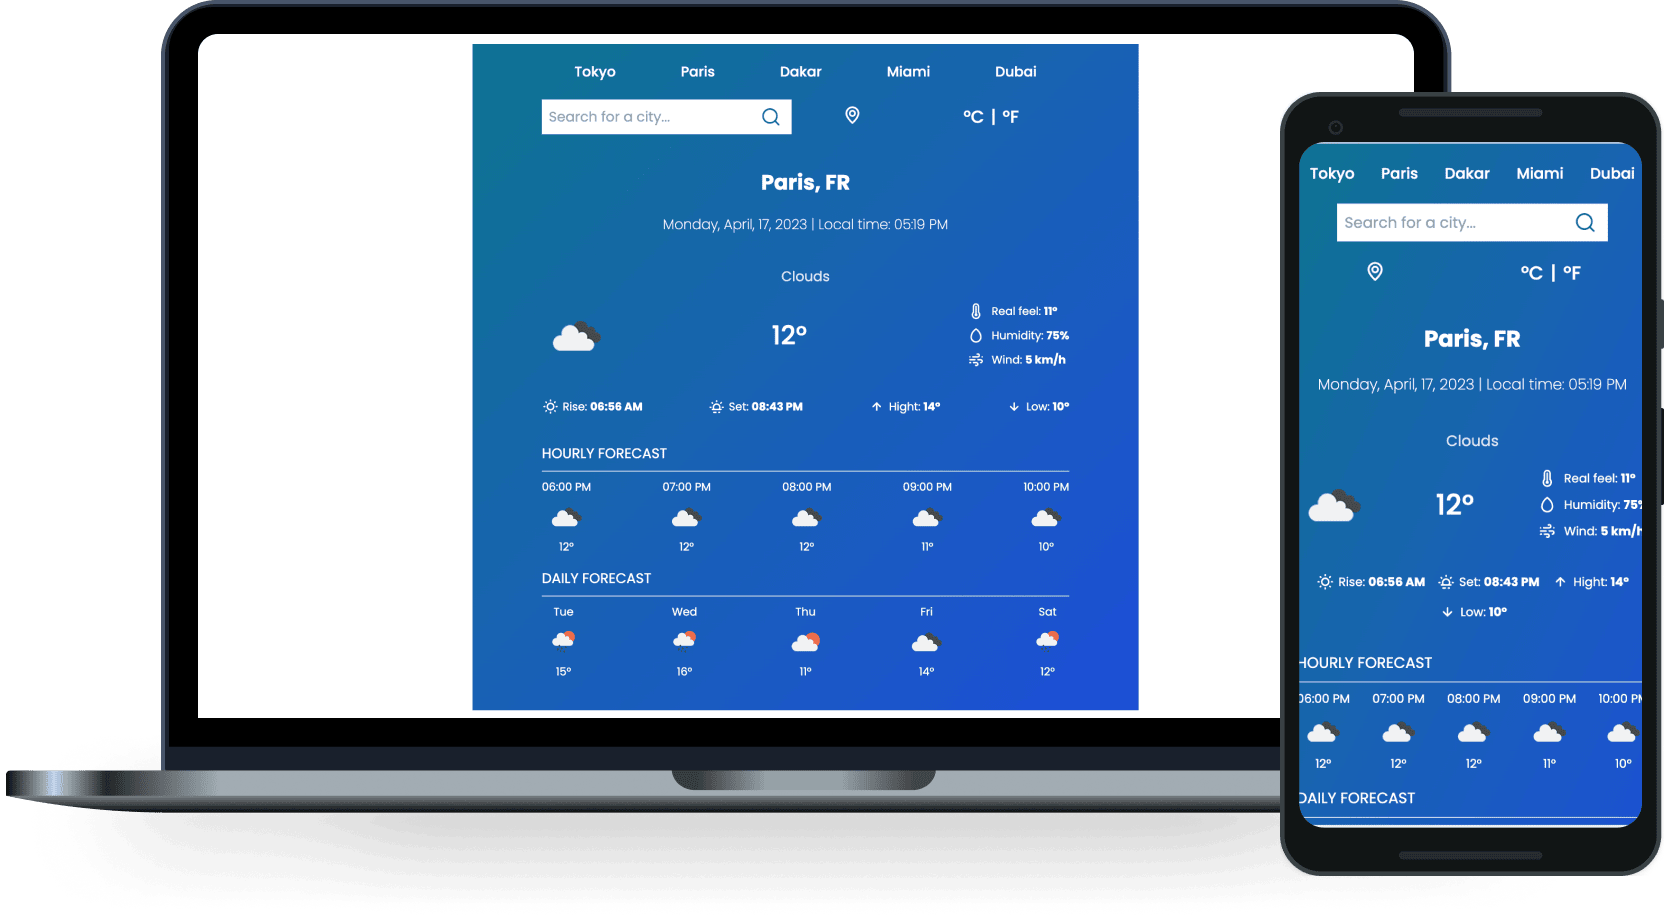 Tokyo Paris Dakar Miami Dubai
Search for a city... °C | °F
Paris, FR
Monday, April, 17, 2023 | Local time: 05:19 PM
Clouds
12°
Real feel: 11°
Humidity: 75%
Wind: 5 km/h
Rise: 06:56 AM Set: 08:43 PM Hight: 14° Low: 10°
HOURLY FORECAST
06:00 PM 07:00 PM 08:00 PM 09:00 PM 10:00 PM
12° 12° 12° 11° 10°
DAILY FORECAST
Tue Wed Thu Fri Sat
15° 16° 11° 14° 12°
Tokyo Paris Dakar Miami Dubai
Search for a city...
°C | °F
Paris, FR
Monday, April, 17, 2023 | Local time: 05:19 PM
Clouds
12°
Real feel: 11°
Humidity: 75%
Wind: 5 km/h
Rise: 06:56 AM Set: 08:43 PM Hight: 14°
Low: 10°
HOURLY FORECAST
06:00 PM 07:00 PM 08:00 PM 09:00 PM 10:00 PM
12° 12° 12° 11° 10°
DAILY FORECAST